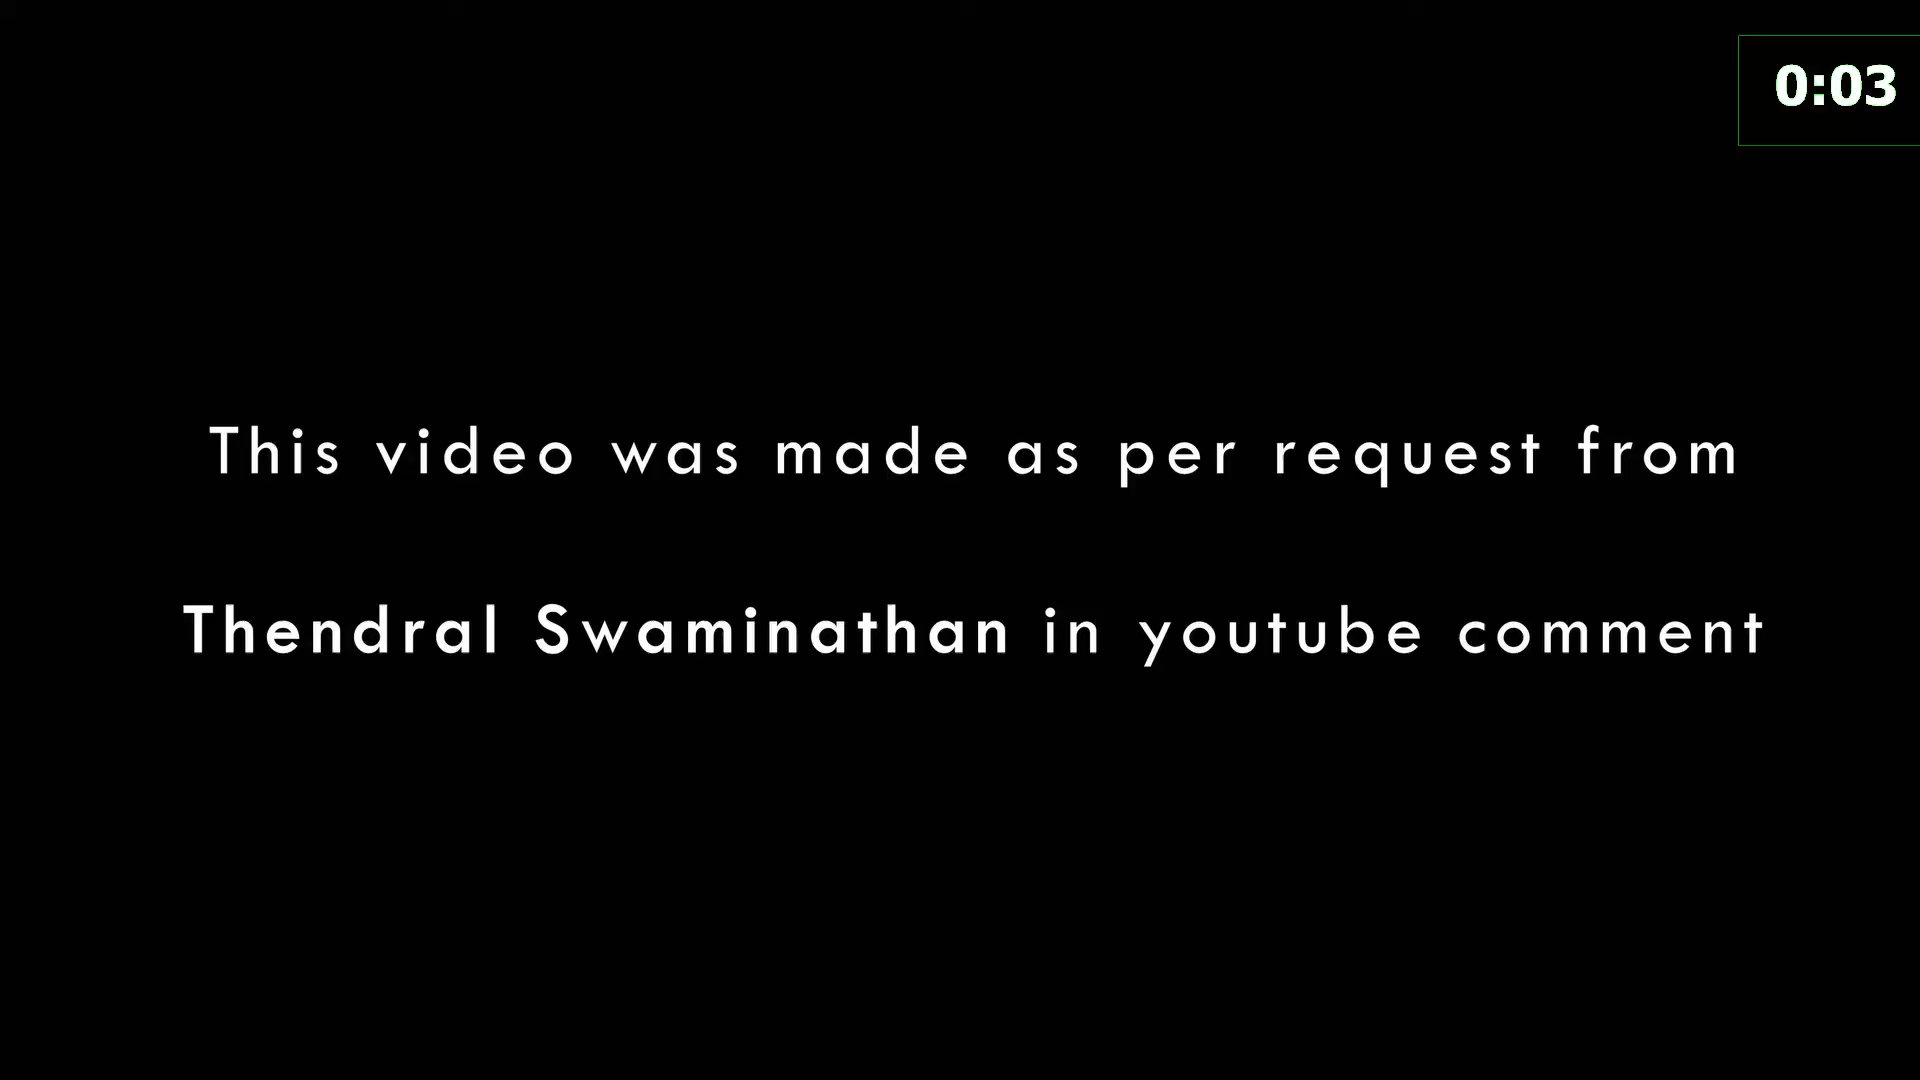 0:03
This video was made as per request from
Thendral Swaminathan in youtube comment